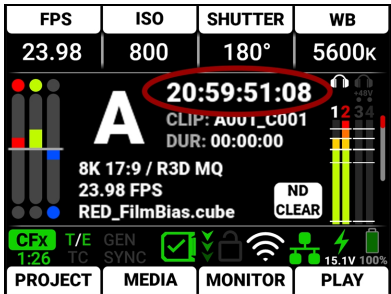 FPS ISO SHUTTER WB
23.98 800 180° 5600K
20:59:51:08
A
CLIP: A001_C001
DUR: 00:00:00
+48V
1 2 3 4
8K 17:9 / R3D MQ
23.98 FPS
RED_FilmBias.cube
ND
CLEAR
CFx T/E GEN
1:26 TC SYNC 15.1V 100%
PROJECT MEDIA MONITOR PLAY